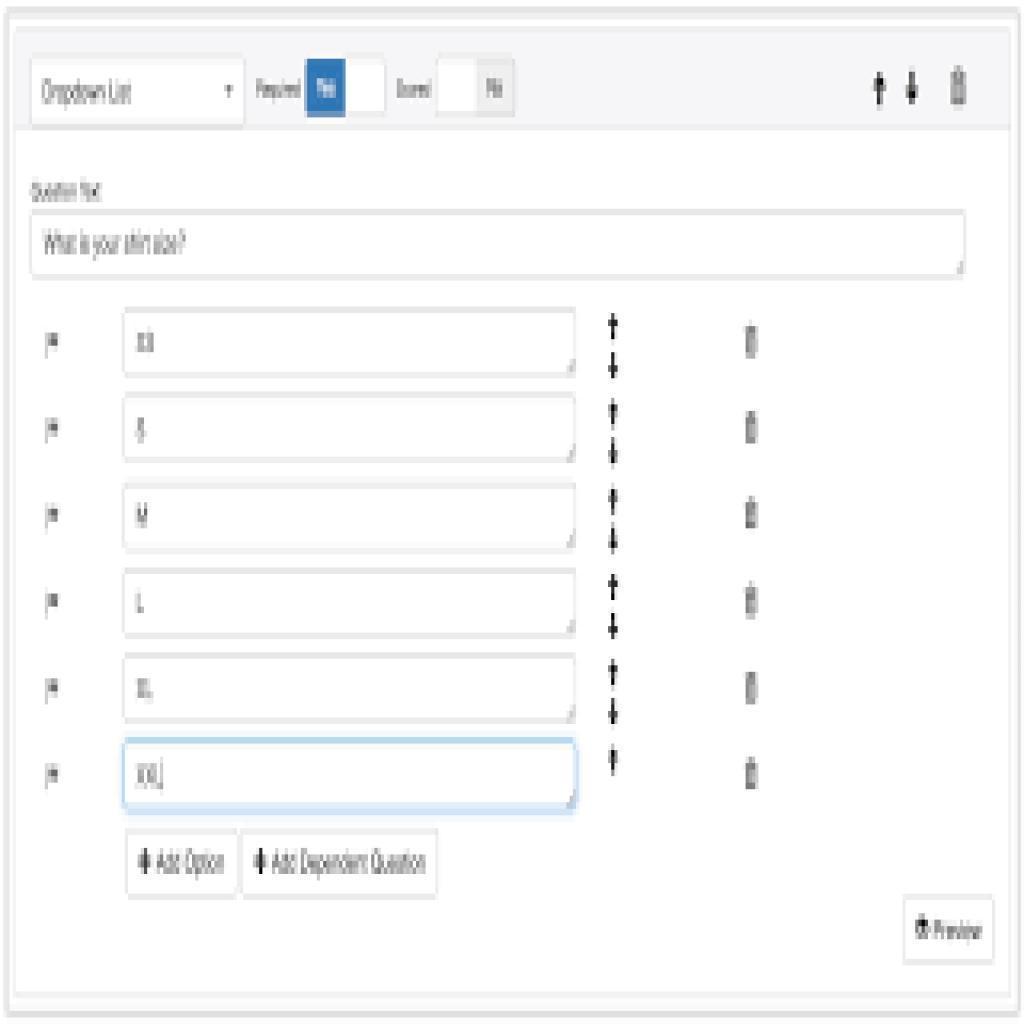 Dropdown List Required Yes Scored No
Question Text
What is your shirt size?
XS
S
M
L
XL
XXL
Add Option Add Dependent Question
Preview